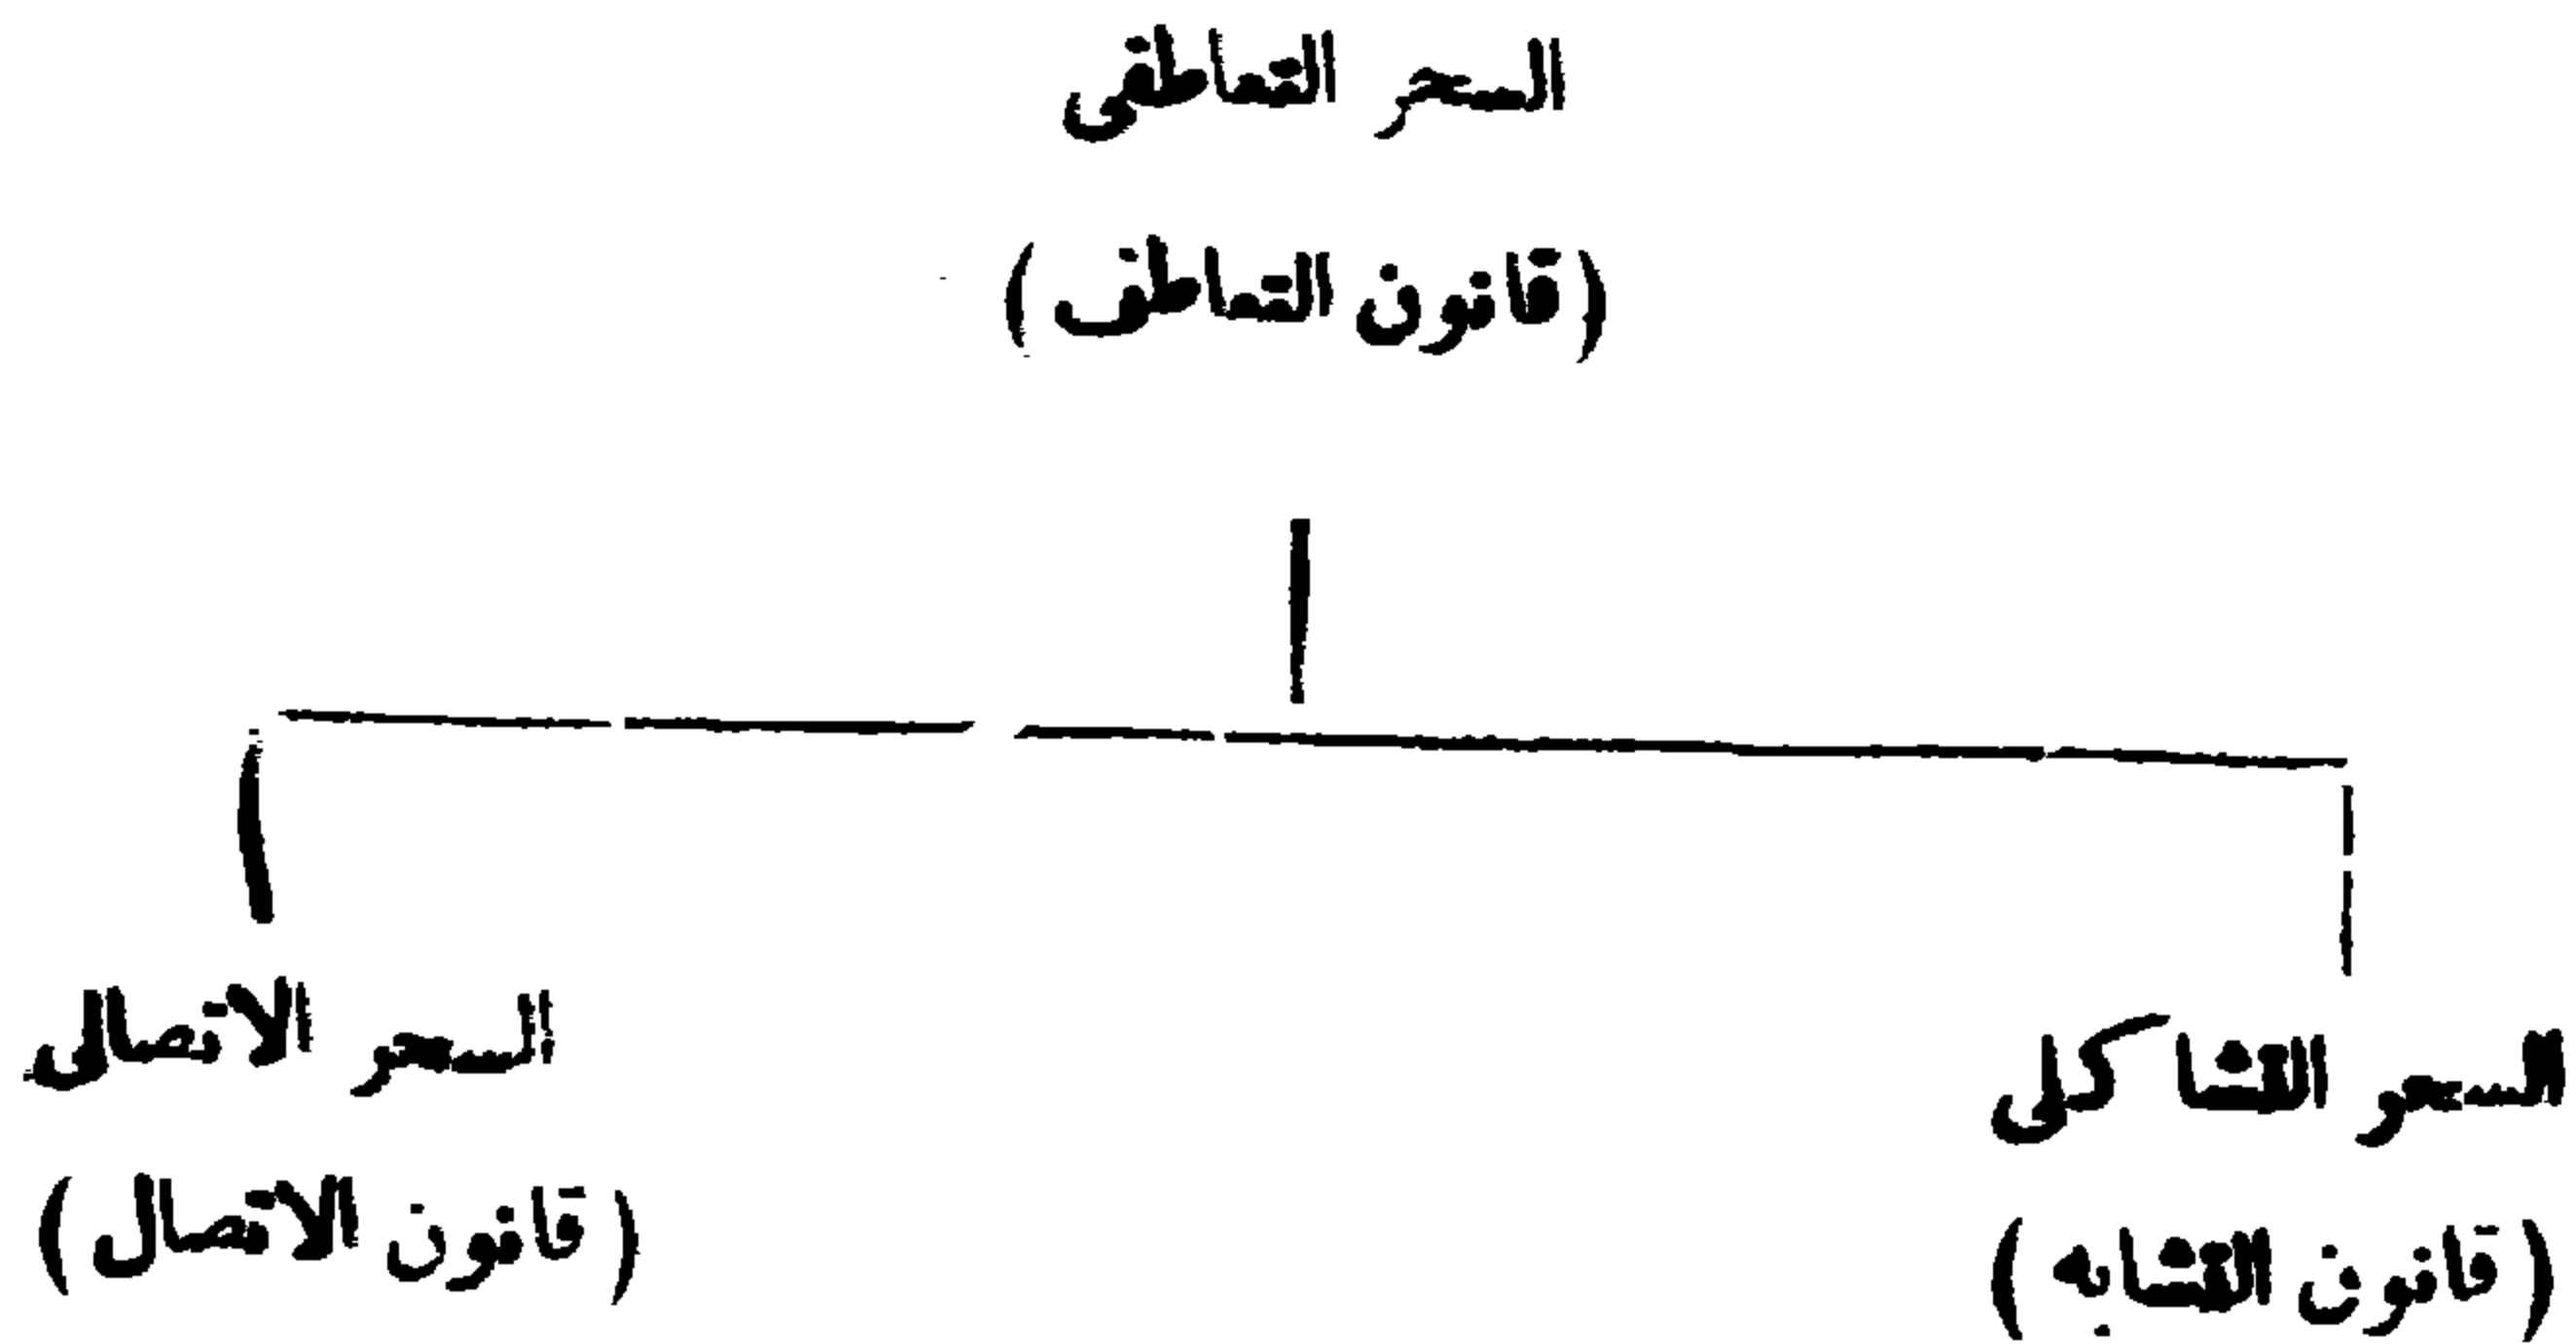 السحر التعاطفى
(قانون التعاطف)
السحر التشاكلى
(قانون التشابه)
السحر الاتصالى
(قانون الاتصال)